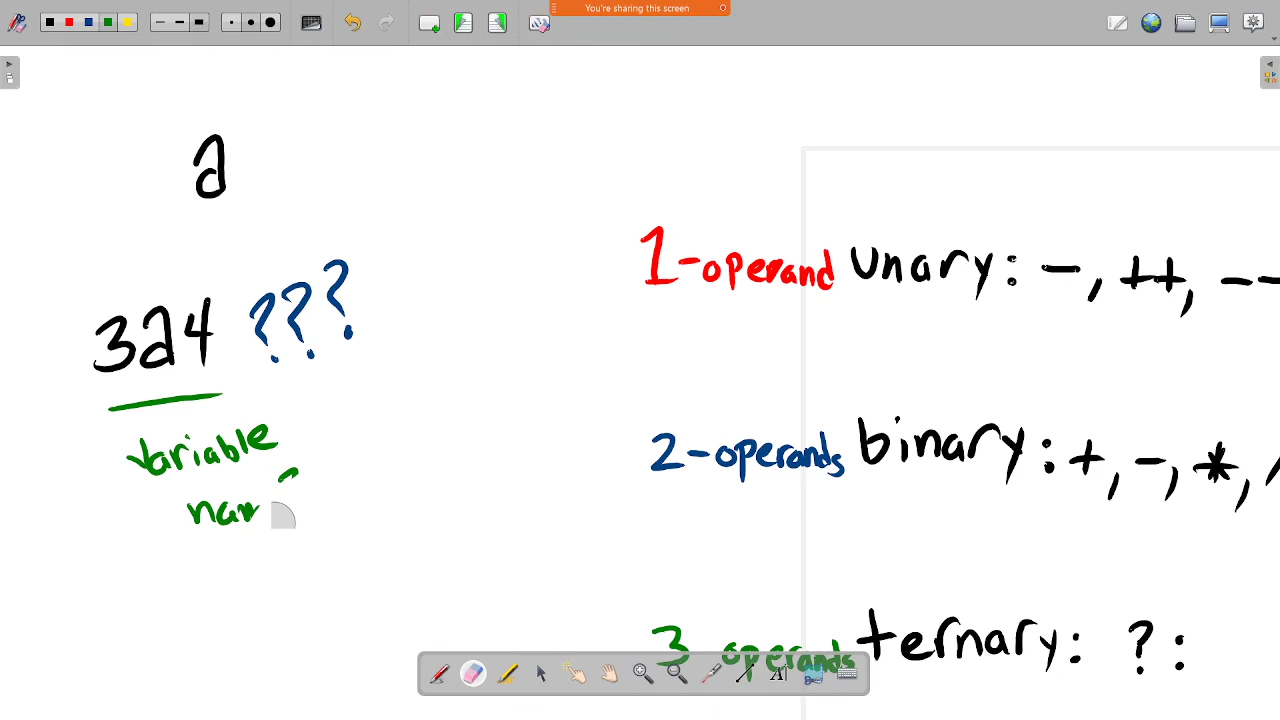 You're sharing this screen
a
3a4 ???
variable
1-operand unary: -, ++, --
2-operands binary: +, -, *, /
3 operands ternary: ? :